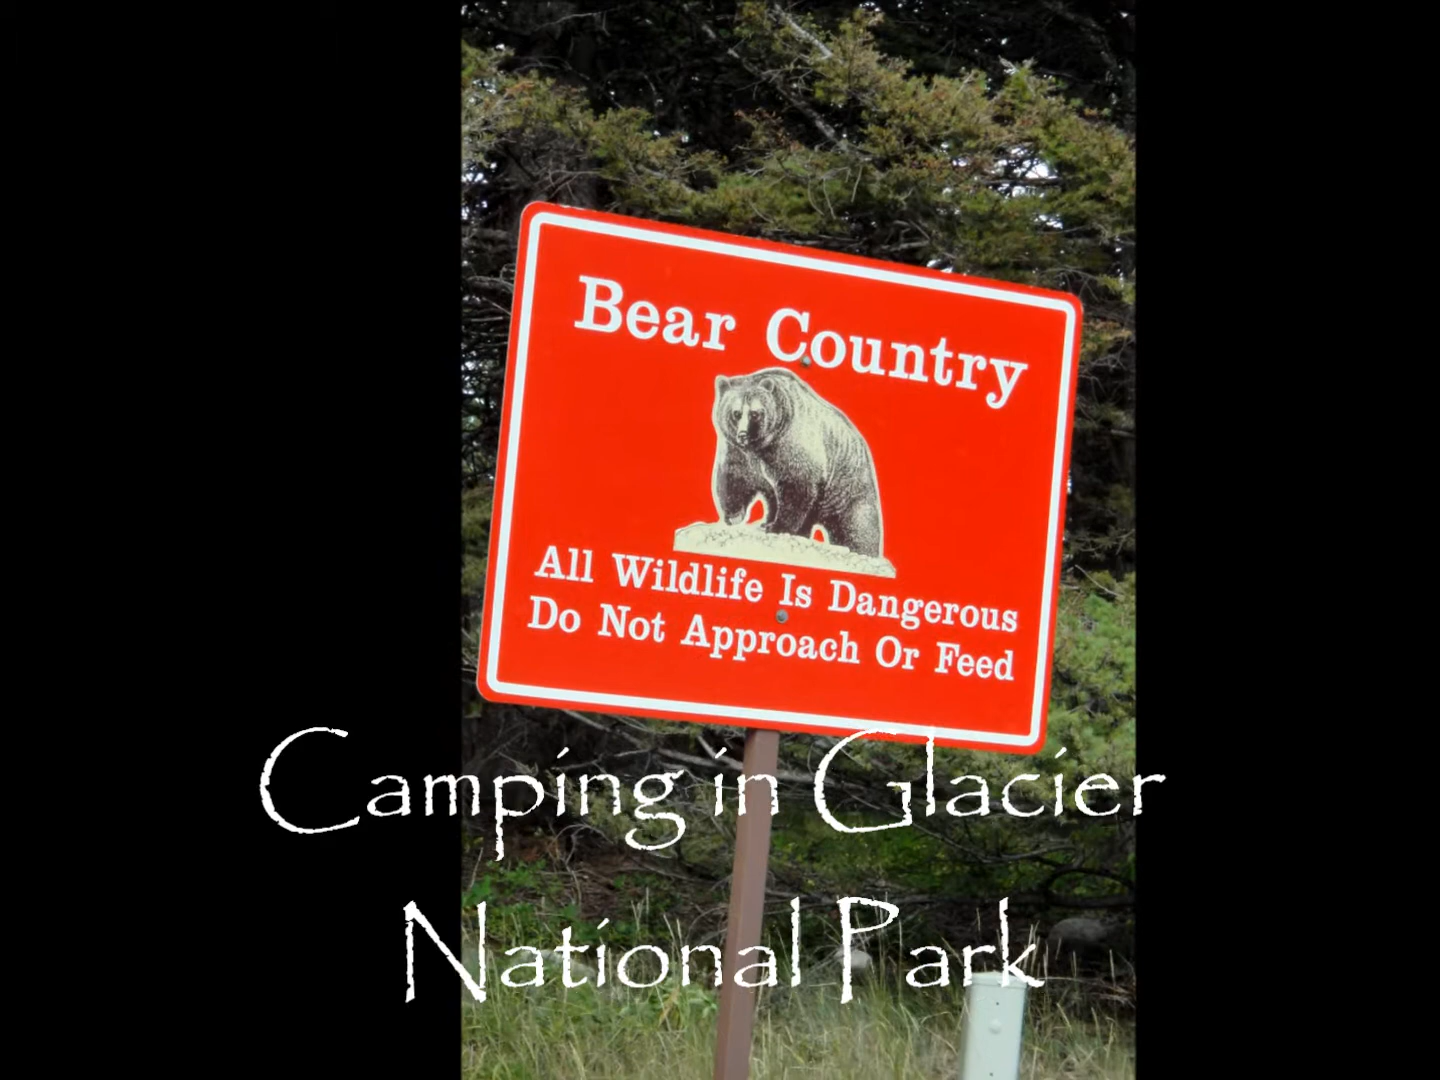 Bear Country
All Wildlife Is Dangerous
Do Not Approach Or Feed
Camping in Glacier
National Park